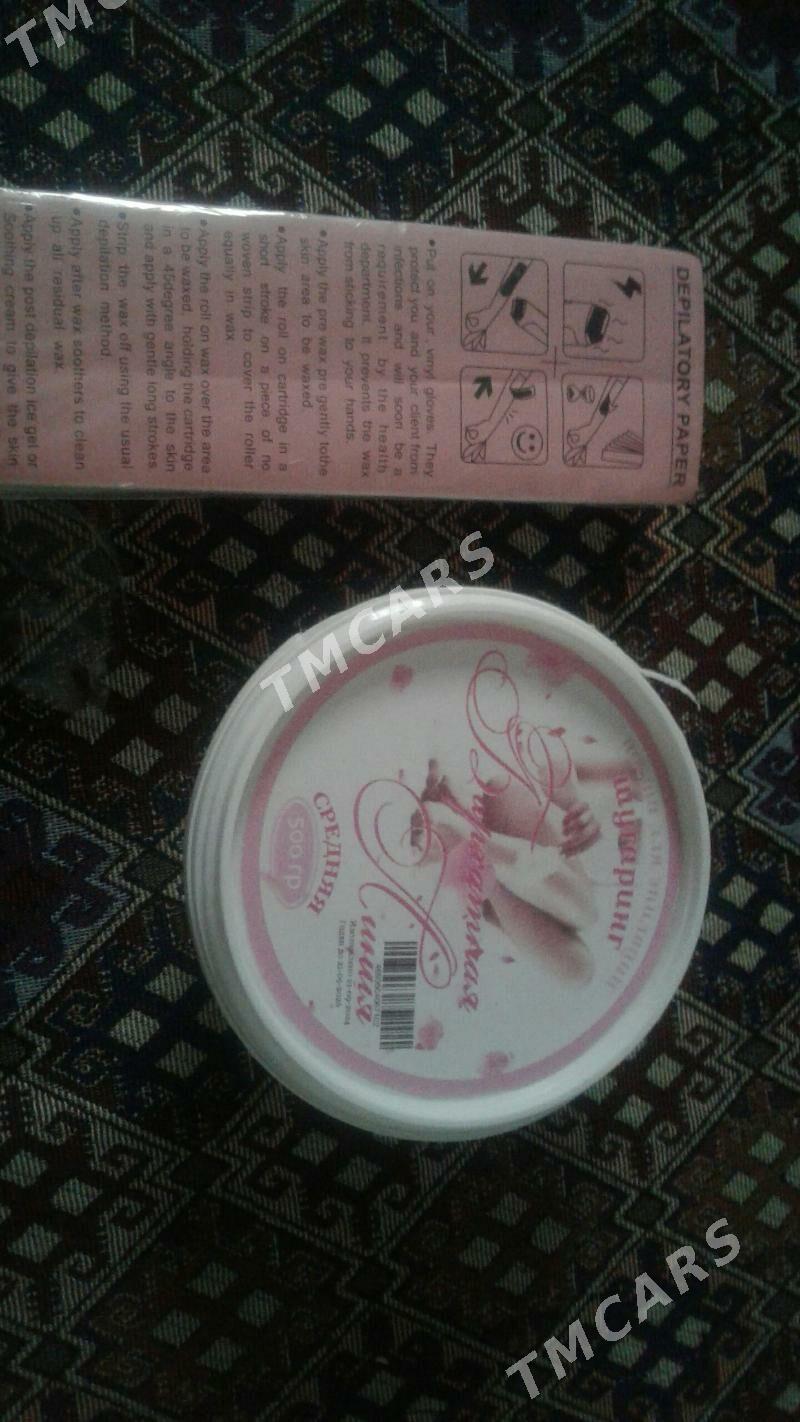 DEPILATORY PAPER
•Put on your , vinyl gloves. They
protect you and your client from
infections and will soon be a
requirement by the health
department. It prevents the wax
from sticking to your hands.
•Apply the pre wax pre gently tothe
skin area to be waxed.
•Apply the roll on cartridge in a
short stroke on a piece of no
woven strip to cover the roller
equally in wax
•Apply the roll on wax over the area
to be waxed, holding the cartridge
in a 45degree angle to the skin
and apply with gentle long strokes
•Strip the wax off using the usual
depilation method.
•Apply after wax soothers to clean
up all residual wax.
•Apply the post depilation ice gel or
Soothing cream to give the skin
шугаринг
Бархатная
Линия
СРЕДНЯЯ
500 гр
TMCARS
TMCARS
TMC